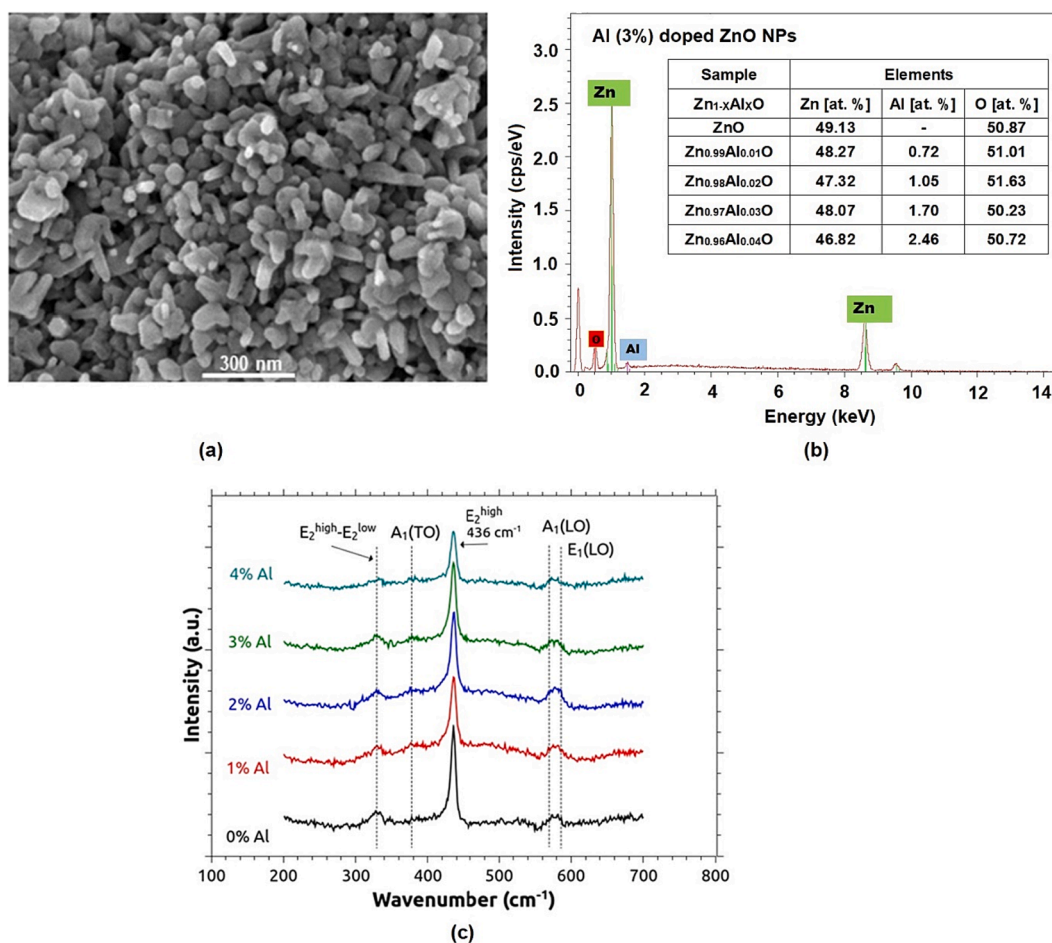 300 nm
(a)
Al (3%) doped ZnO NPs
Sample Elements
Zn1-XAlXO Zn [at. %] Al [at. %] O [at. %]
ZnO 49.13 - 50.87
Zn0.99Al0.01O 48.27 0.72 51.01
Zn0.98Al0.02O 47.32 1.05 51.63
Zn0.97Al0.03O 48.07 1.70 50.23
Zn0.96Al0.04O 46.82 2.46 50.72
Zn
Zn
O
Al
Intensity (cps/eV)
3.0
2.5
2.0
1.5
1.0
0.5
0.0
0 2 4 6 8 10 12 14
Energy (keV)
(b)
E2high-E2low
A1(TO)
E2high
436 cm-1
A1(LO)
E1(LO)
4% Al
3% Al
2% Al
1% Al
0% Al
Intensity (a.u.)
100 200 300 400 500 600 700 800
Wavenumber (cm-1)
(c)